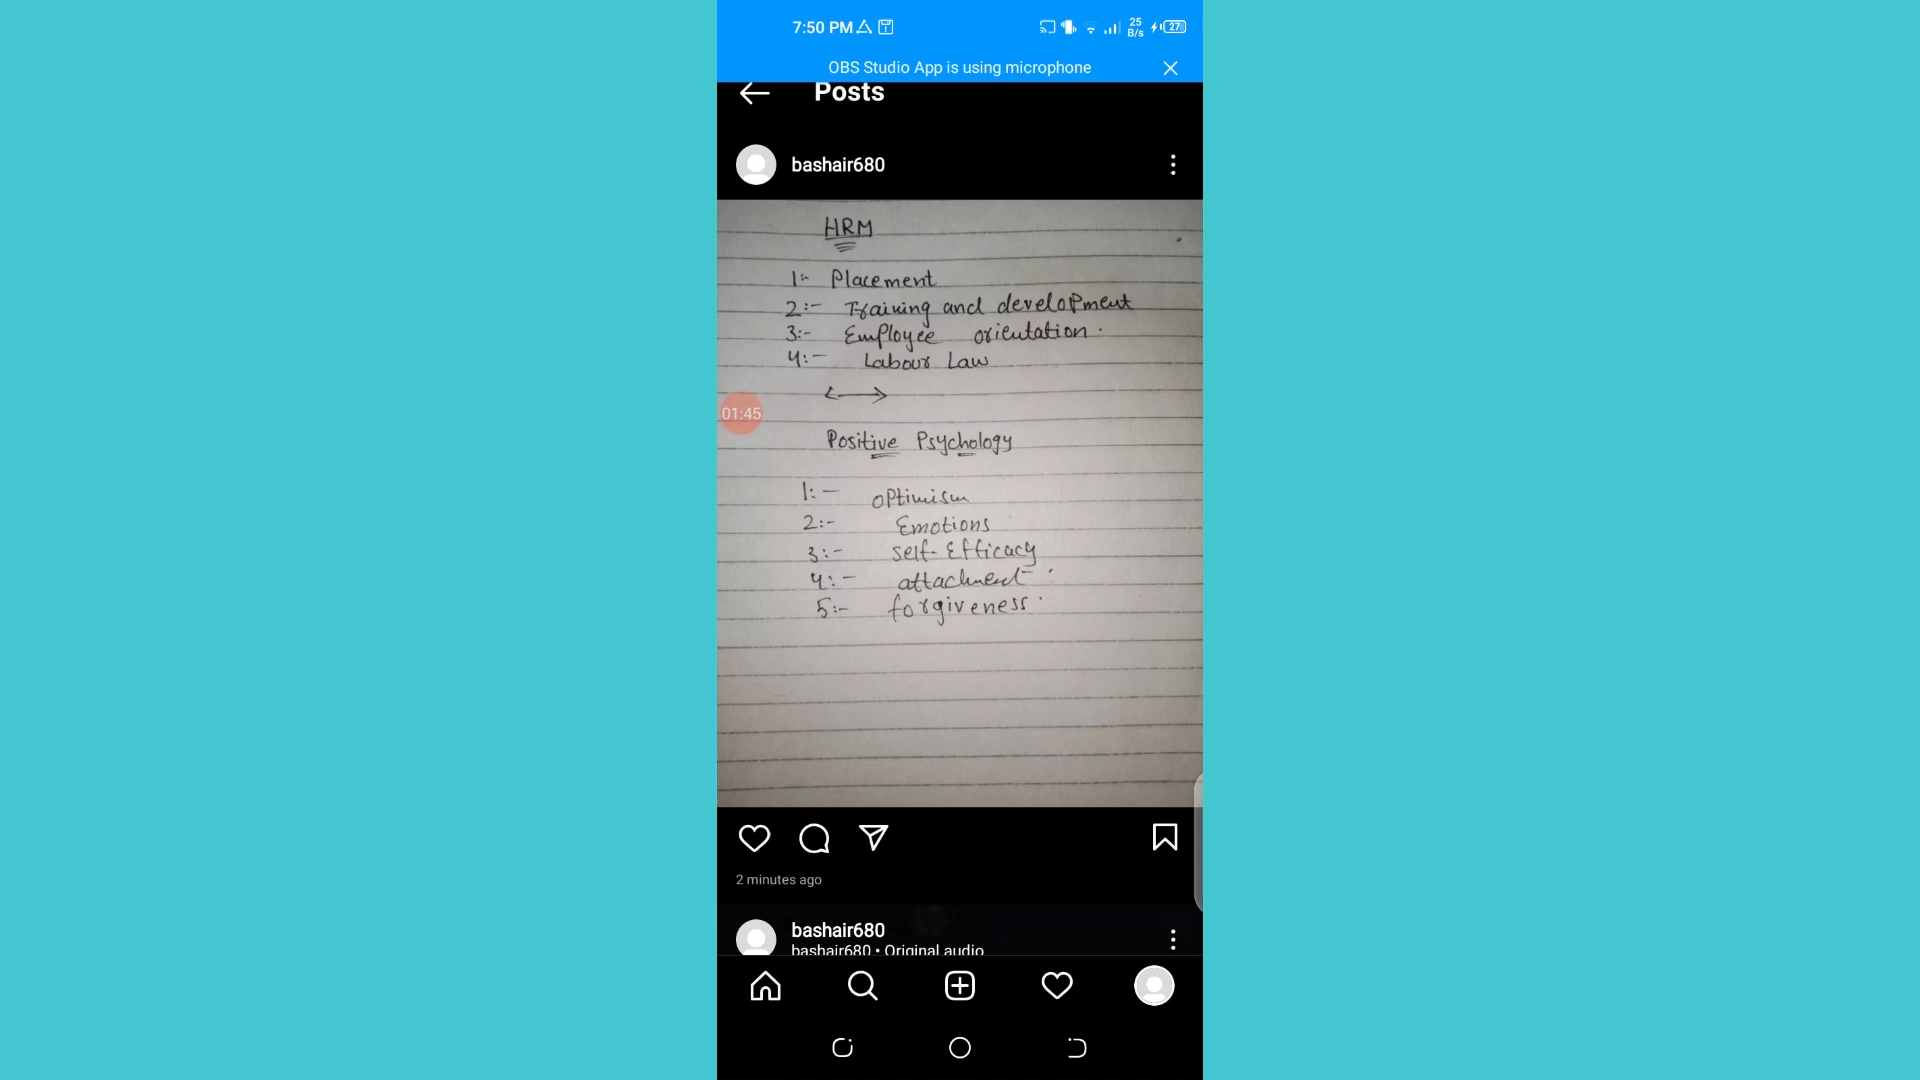 7:50 PM 25 B/s 27
OBS Studio App is using microphone
Posts
bashair680
HRM
1:- Placement
2:- Training and development
3:- Employee orientation.
4:- Labour Law
01:45
Positive Psychology
1:- optimism
2:- Emotions
3:- Self-Efficacy
4:- attachment.
5:- forgiveness.
2 minutes ago
bashair680
bashair680 • Original audio